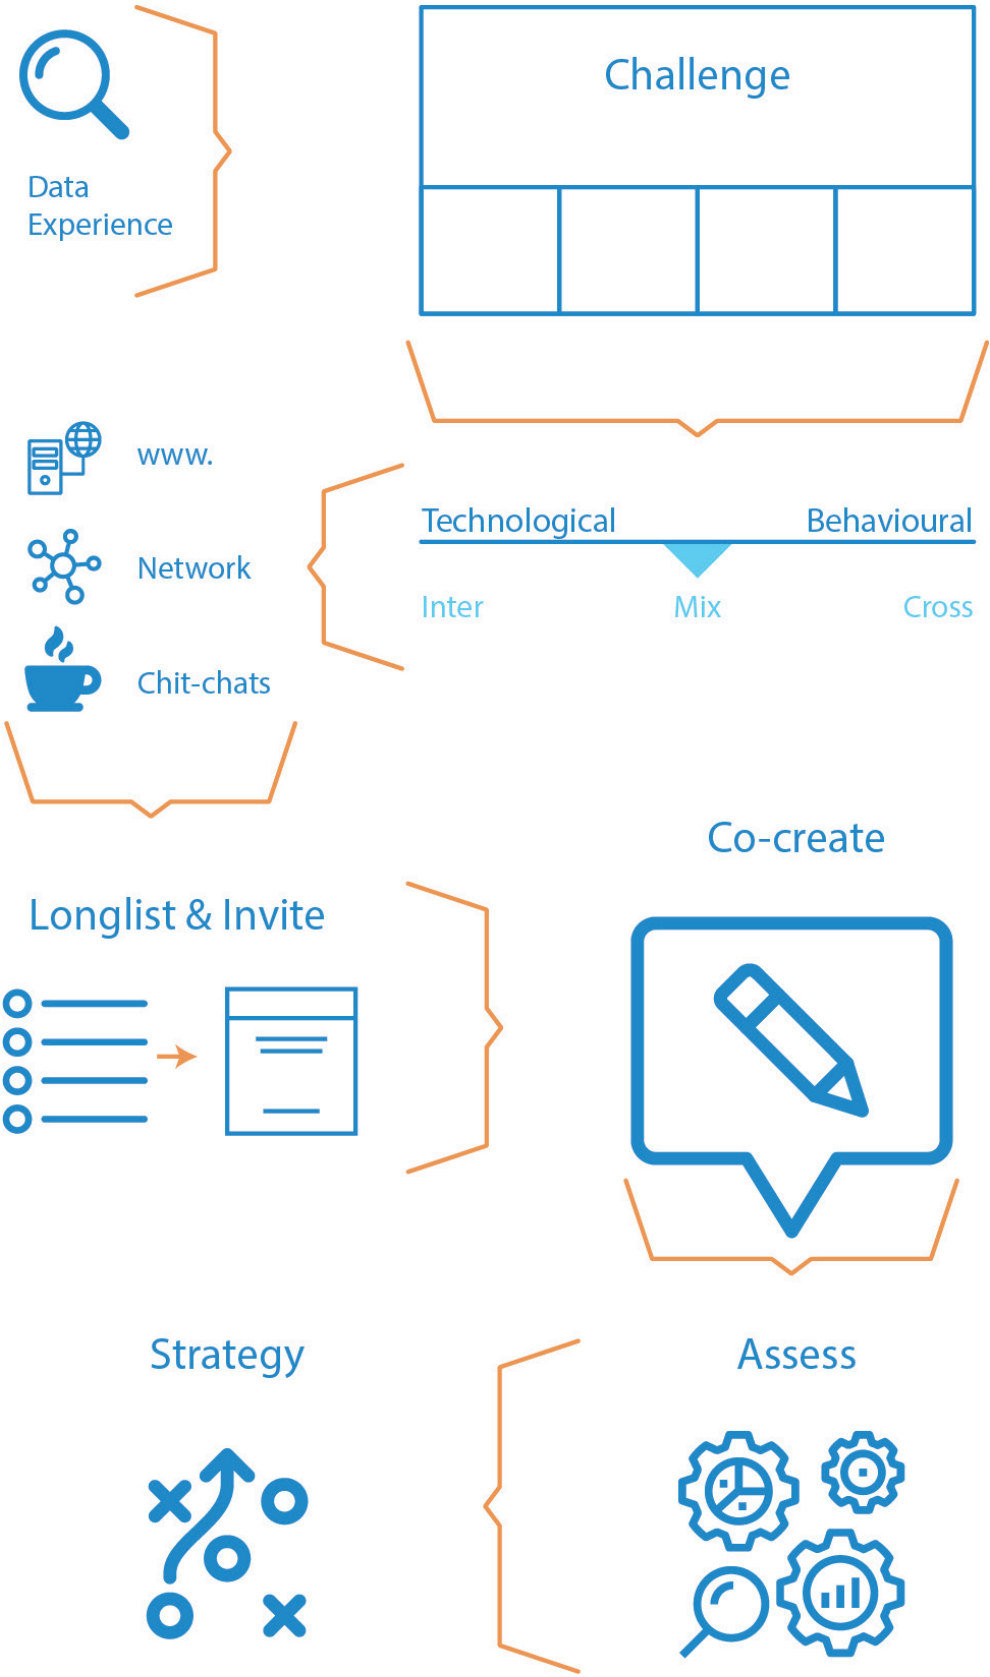 Data
Experience
Challenge
www.
Network
Chit-chats
Technological Behavioural
Inter Mix Cross
Longlist & Invite
Co-create
Strategy
Assess